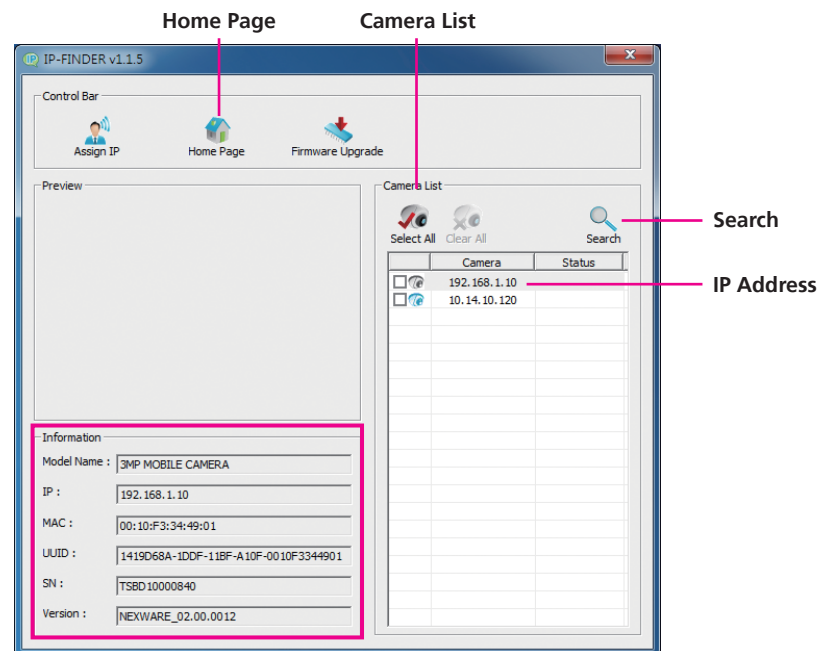 Home Page
Camera List
IP-FINDER v1.1.5
Control Bar
Assign IP
Home Page
Firmware Upgrade
Preview
Camera List
Select All
Clear All
Search
Search
Camera
Status
192.168.1.10
IP Address
10.14.10.120
Information
Model Name : 3MP MOBILE CAMERA
IP : 192.168.1.10
MAC : 00:10:F3:34:49:01
UUID : 1419D68A-1DDF-11BF-A10F-0010F3344901
SN : TSBD10000840
Version : NEXWARE_02.00.0012